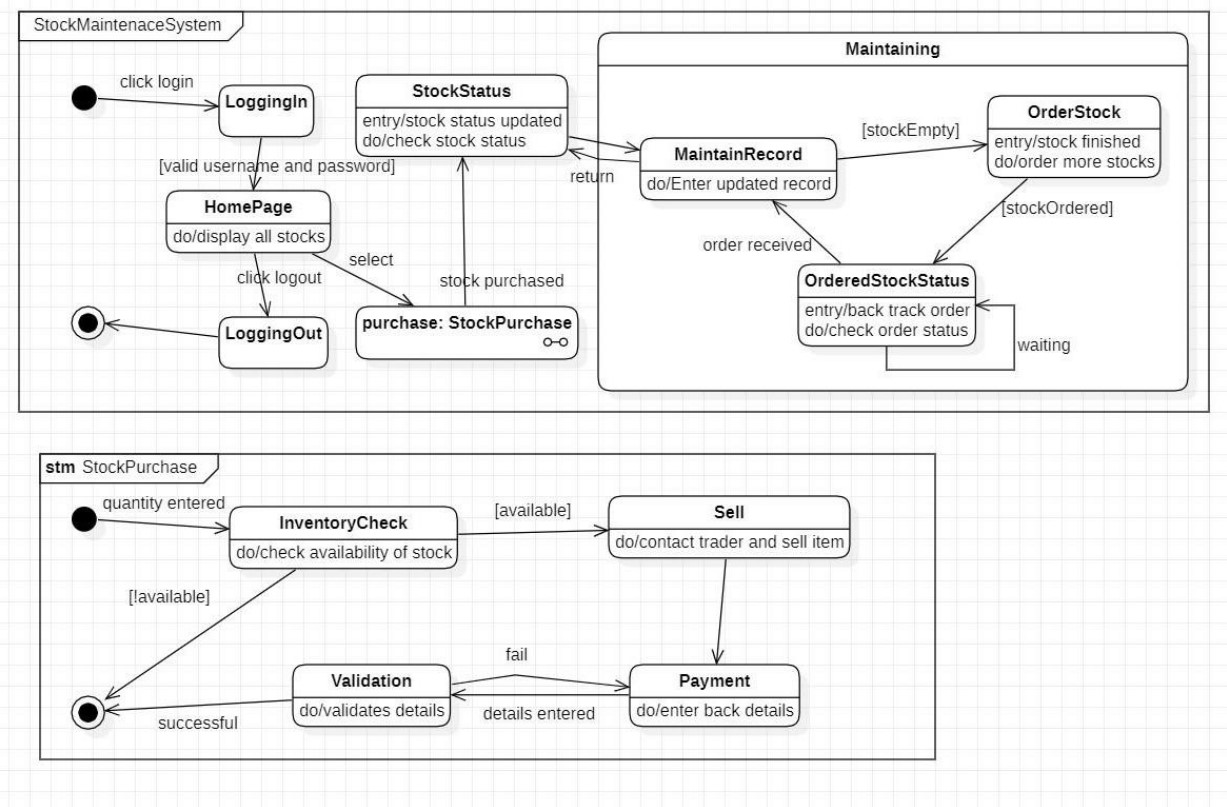 StockMaintenaceSystem
click login
LoggingIn
[valid username and password]
HomePage
do/display all stocks
click logout
select
LoggingOut
StockStatus
entry/stock status updated
do/check stock status
return
stock purchased
purchase: StockPurchase
Maintaining
MaintainRecord
do/Enter updated record
[stockEmpty]
OrderStock
entry/stock finished
do/order more stocks
[stockOrdered]
order received
OrderedStockStatus
entry/back track order
do/check order status
waiting
stm StockPurchase
quantity entered
InventoryCheck
do/check availability of stock
[available]
Sell
do/contact trader and sell item
[!available]
Validation
do/validates details
fail
details entered
Payment
do/enter back details
successful